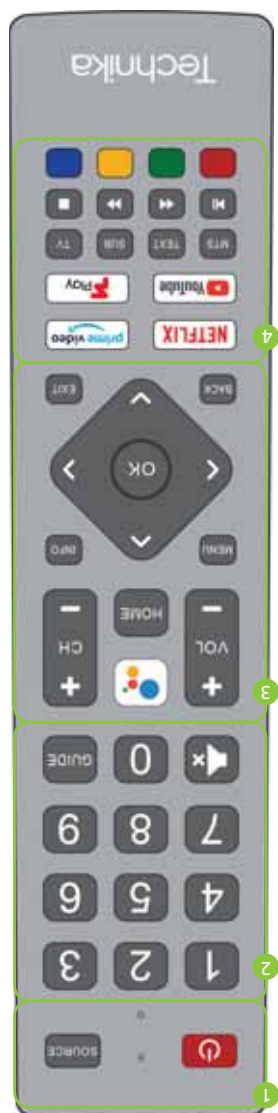 1
SOURCE
2
1 2 3
4 5 6
7 8 9
0 GUIDE
3
+ HOME +
VOL CH
- -
MENU INFO
OK
BACK EXIT
4
NETFLIX prime video
YouTube Play
MTS TEXT SUB TV
Technika